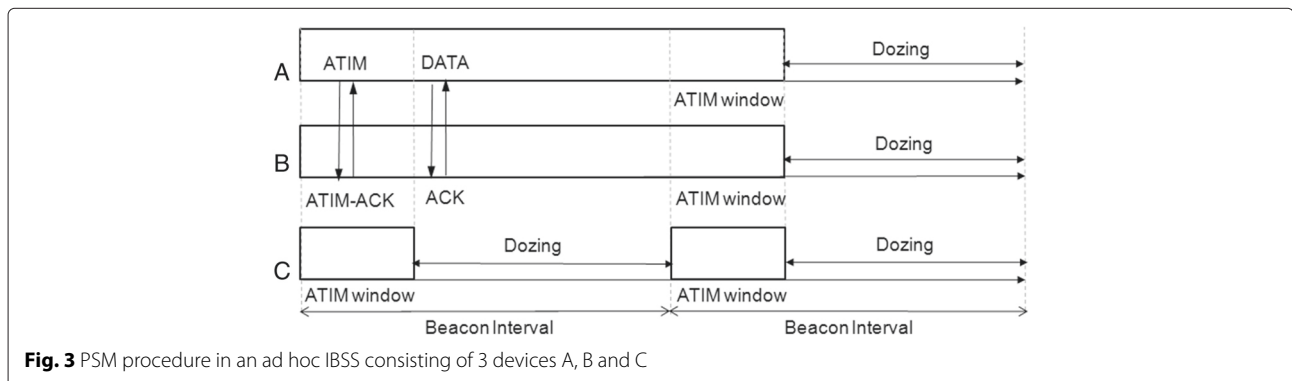 Dozing
ATIM DATA
A
ATIM window
Dozing
B
ATIM-ACK ACK ATIM window
Dozing Dozing
C
ATIM window ATIM window
Beacon Interval Beacon Interval
Fig. 3 PSM procedure in an ad hoc IBSS consisting of 3 devices A, B and C